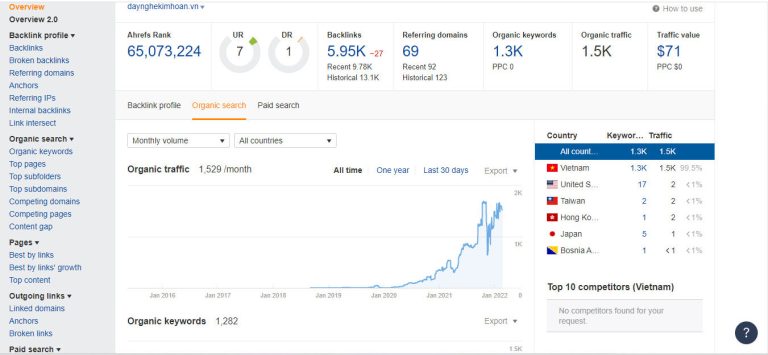 Overview
Overview 2.0
Backlink profile
Backlinks
Broken backlinks
Referring domains
Anchors
Referring IPs
Internal backlinks
Link intersect
Organic search
Organic keywords
Top pages
Top subfolders
Top subdomains
Competing domains
Competing pages
Content gap
Pages
Best by links
Best by links' growth
Top content
Outgoing links
Linked domains
Anchors
Broken links
Paid search
daynghekimhoan.vn
How to use
Ahrefs Rank
65,073,224
UR
7
DR
1
Backlinks
5.95K -27
Recent 9.78K
Historical 13.1K
Referring domains
69
Recent 92
Historical 123
Organic keywords
1.3K
PPC 0
Organic traffic
1.5K
Traffic value
$71
PPC $0
Backlink profile Organic search Paid search
Monthly volume All countries
Organic traffic 1,529 /month
All time One year Last 30 days Export
2K
1K
0
Jan 2016 Jan 2017 Jan 2018 Jan 2019 Jan 2020 Jan 2021 Jan 2022
Organic keywords 1,282
Export
1.5K
Country Keywor... Traffic
All count... 1.3K 1.5K
Vietnam 1.3K 1.5K 99.5%
United S... 17 2 <1%
Taiwan 2 2 <1%
Hong Ko... 1 2 <1%
Japan 5 1 <1%
Bosnia A... 1 <1 <1%
Top 10 competitors (Vietnam)
No competitors found for your
request.
?